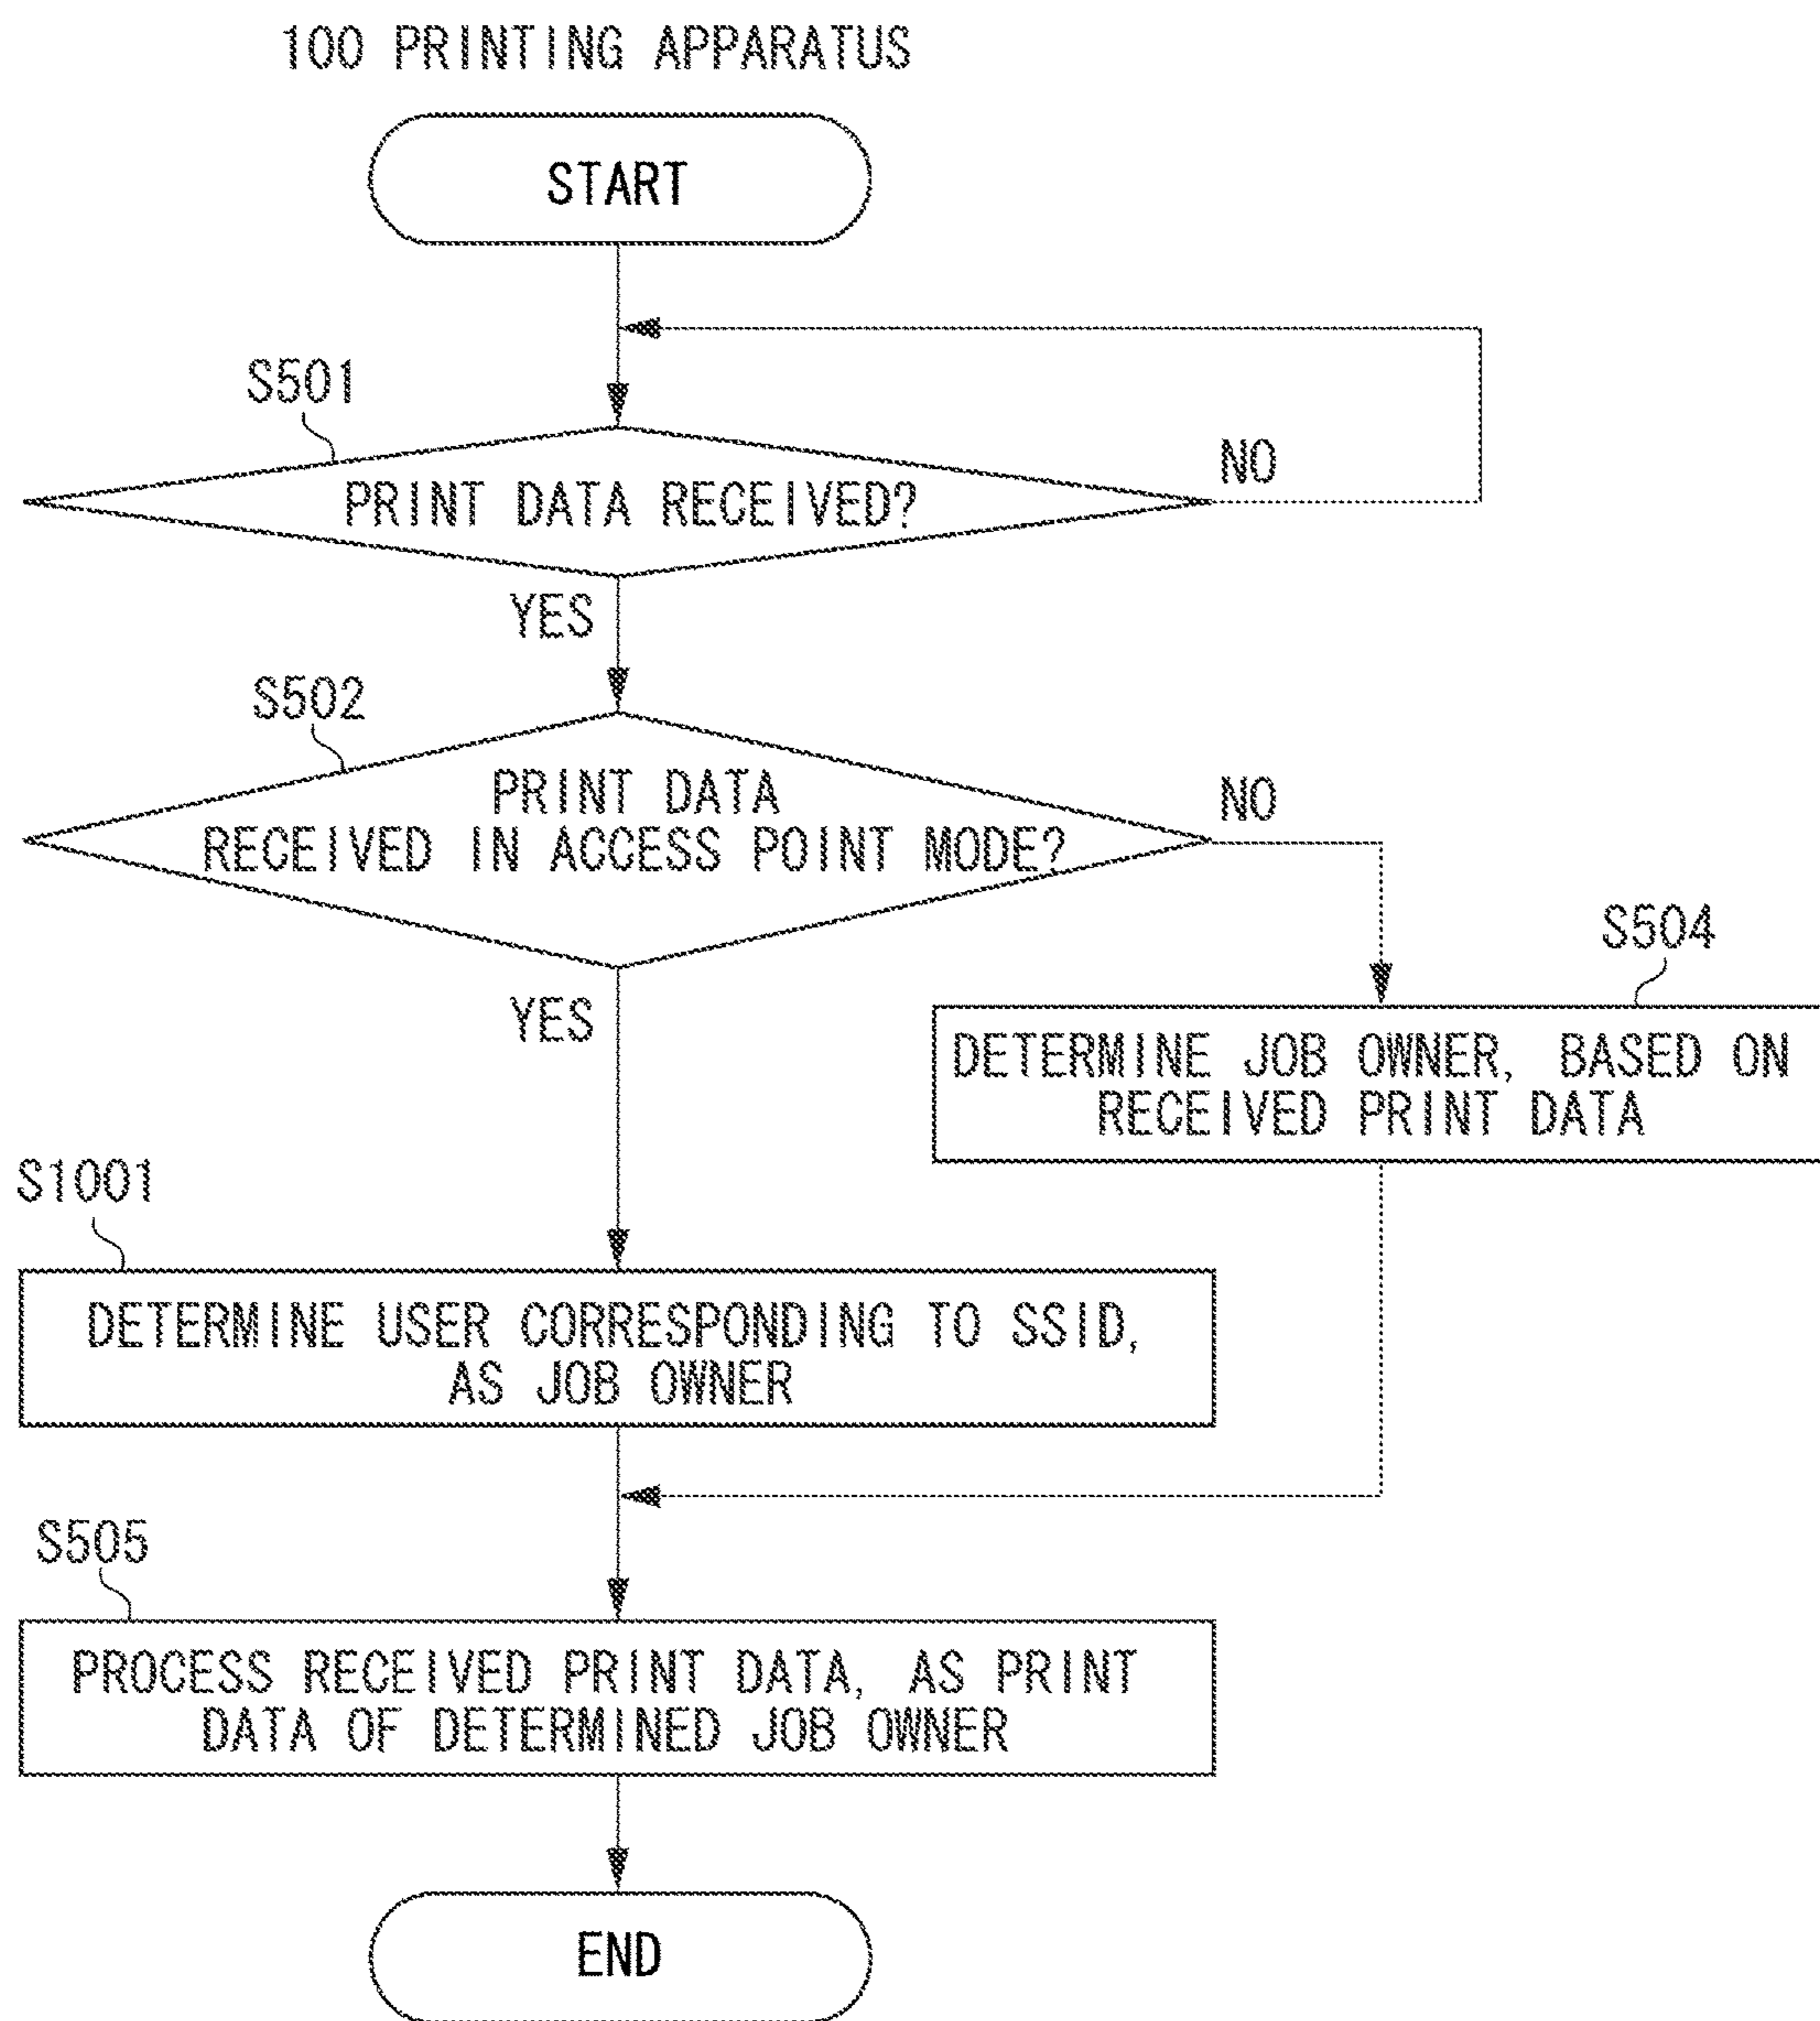 100 PRINTING APPARATUS
START
S501
PRINT DATA RECEIVED?
NO
YES
S502
PRINT DATA
RECEIVED IN ACCESS POINT MODE?
NO
YES
S504
DETERMINE JOB OWNER, BASED ON
RECEIVED PRINT DATA
S1001
DETERMINE USER CORRESPONDING TO SSID,
AS JOB OWNER
S505
PROCESS RECEIVED PRINT DATA, AS PRINT
DATA OF DETERMINED JOB OWNER
END